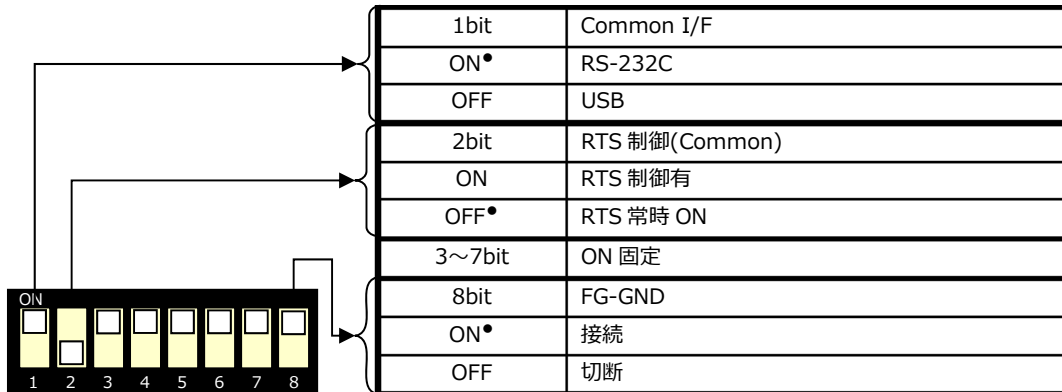 1bit Common I/F
ON● RS-232C
OFF USB
2bit RTS 制御(Common)
ON RTS 制御有
OFF● RTS 常時 ON
3～7bit ON 固定
8bit FG-GND
ON● 接続
OFF 切断
ON
1 2 3 4 5 6 7 8